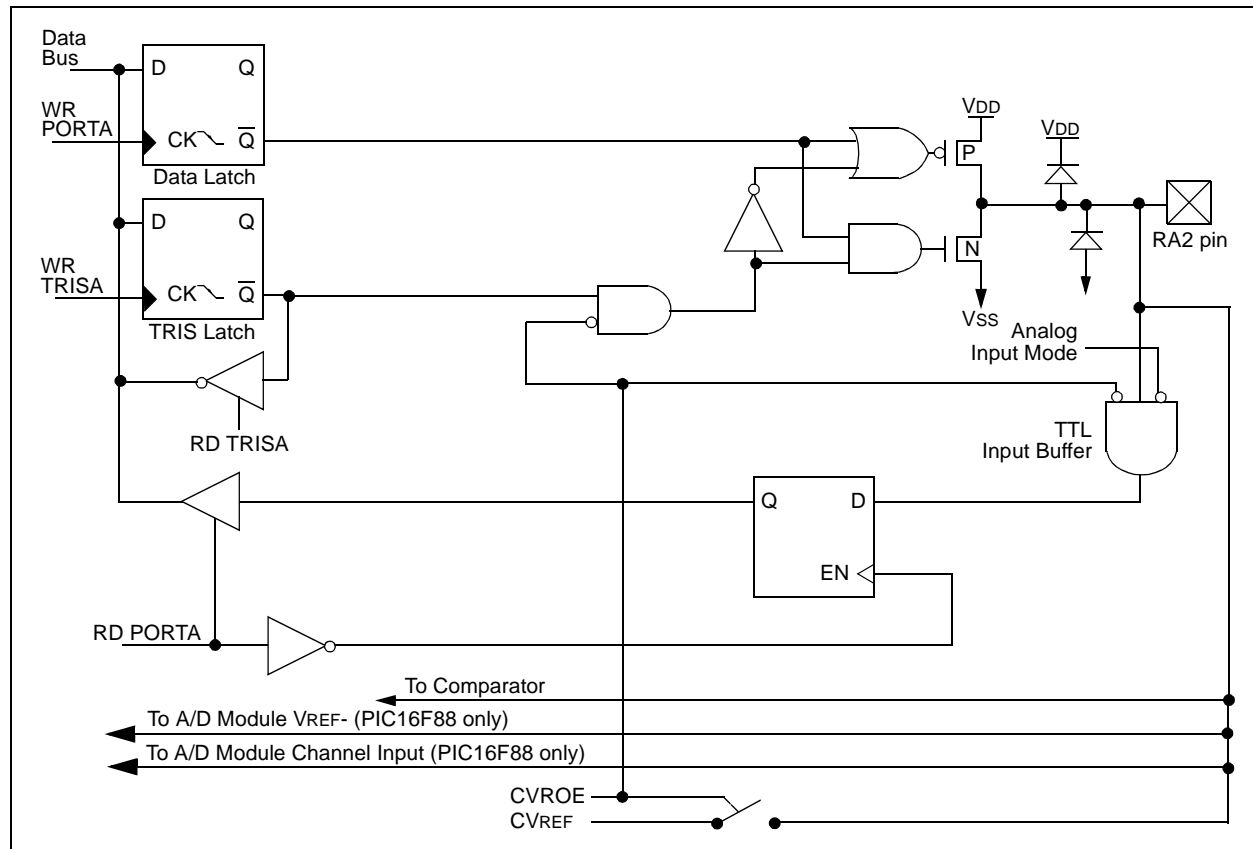 Data
Bus
D Q
WR
PORTA
CK Q
Data Latch
VDD
P
VDD
D Q
WR
TRISA
CK Q
TRIS Latch
N
VSS
RA2 pin
Analog
Input Mode
TTL
Input Buffer
RD TRISA
Q D
EN
RD PORTA
To Comparator
To A/D Module VREF- (PIC16F88 only)
To A/D Module Channel Input (PIC16F88 only)
CVROE
CVREF